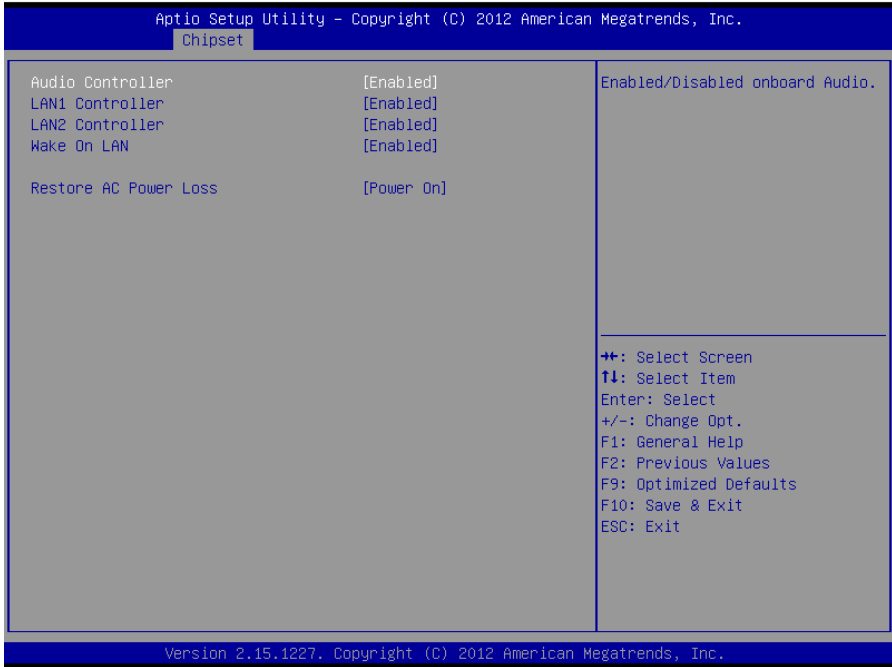 Aptio Setup Utility – Copyright (C) 2012 American Megatrends, Inc.
Chipset
Audio Controller [Enabled]
LAN1 Controller [Enabled]
LAN2 Controller [Enabled]
Wake On LAN [Enabled]
Restore AC Power Loss [Power On]
Enabled/Disabled onboard Audio.
→←: Select Screen
↑↓: Select Item
Enter: Select
+/-: Change Opt.
F1: General Help
F2: Previous Values
F9: Optimized Defaults
F10: Save & Exit
ESC: Exit
Version 2.15.1227. Copyright (C) 2012 American Megatrends, Inc.